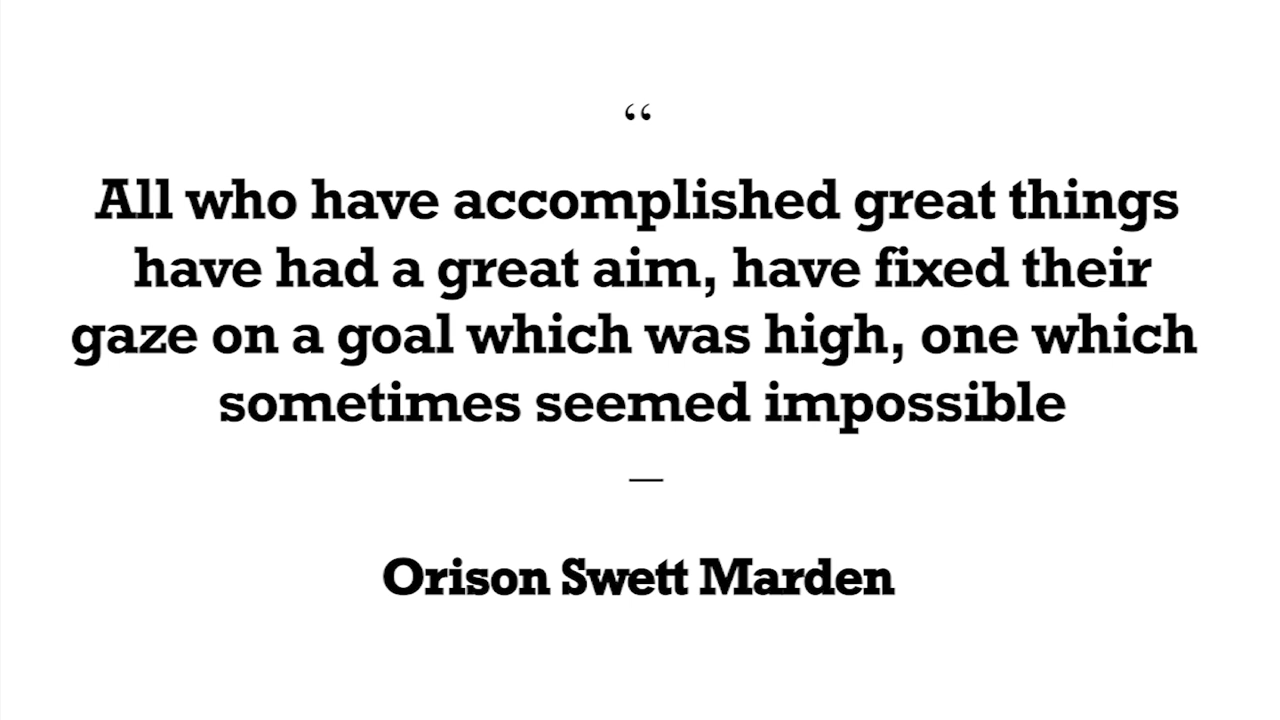 “
All who have accomplished great things
have had a great aim, have fixed their
gaze on a goal which was high, one which
sometimes seemed impossible
—
Orison Swett Marden